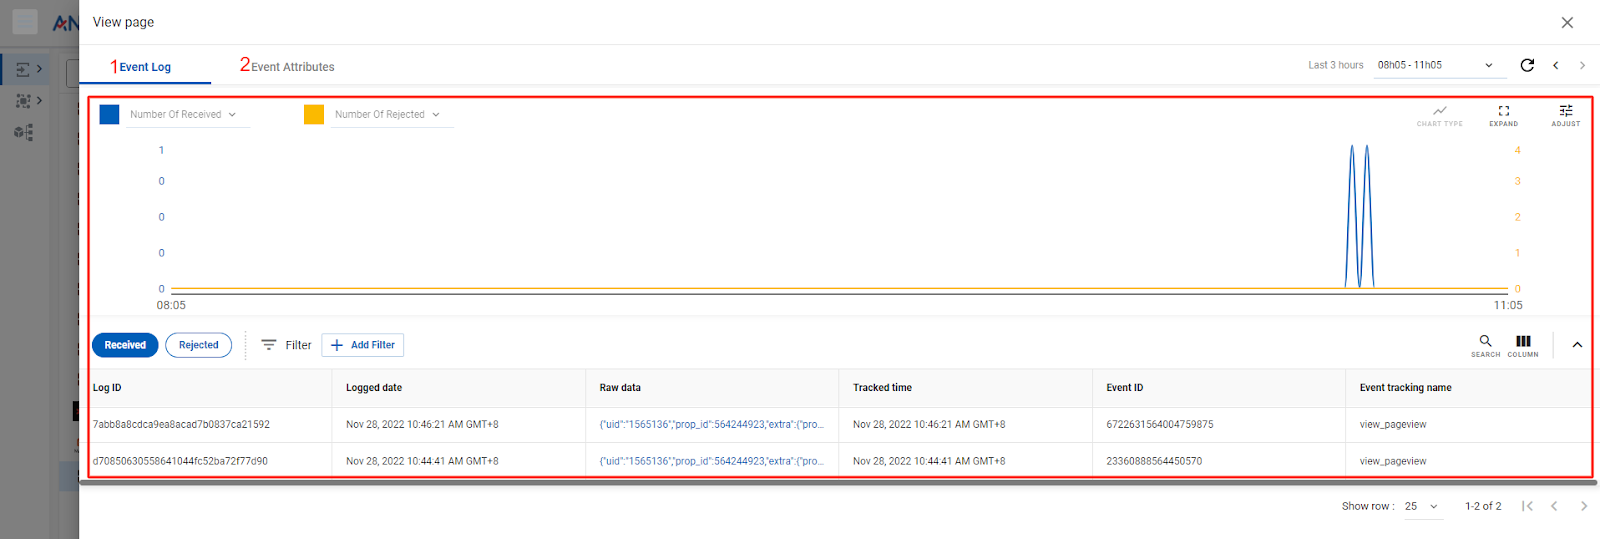 AN
View page
1 Event Log
2 Event Attributes
Last 3 hours 08h05 - 11h05
Number Of Received
Number Of Rejected
CHART TYPE
EXPAND
ADJUST
1
0
0
0
0
4
3
2
1
0
08:05
11:05
Received
Rejected
Filter
Add Filter
SEARCH
COLUMN
Log ID Logged date Raw data Tracked time Event ID Event tracking name
7abb8a8cdca9ea8acad7b0837ca21592 Nov 28, 2022 10:46:21 AM GMT+8 {"uid":"1565136","prop_id":564244923,"extra":{"pro... Nov 28, 2022 10:46:21 AM GMT+8 6722631564004759875 view_pageview
d70850630558641044fc52ba72f77d90 Nov 28, 2022 10:44:41 AM GMT+8 {"uid":"1565136","prop_id":564244923,"extra":{"pro... Nov 28, 2022 10:44:41 AM GMT+8 23360888564450570 view_pageview
Show row : 25 1-2 of 2